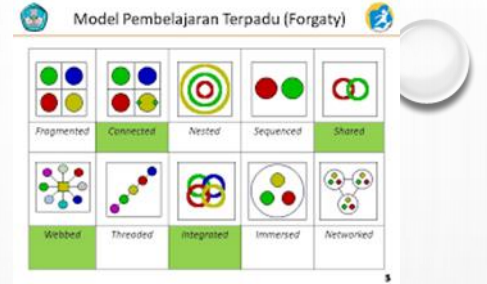 Model Pembelajaran Terpadu (Forgaty)
Fragmented Connected Nested Sequenced Shared
Webbed Threaded Integrated Immersed Networked
5